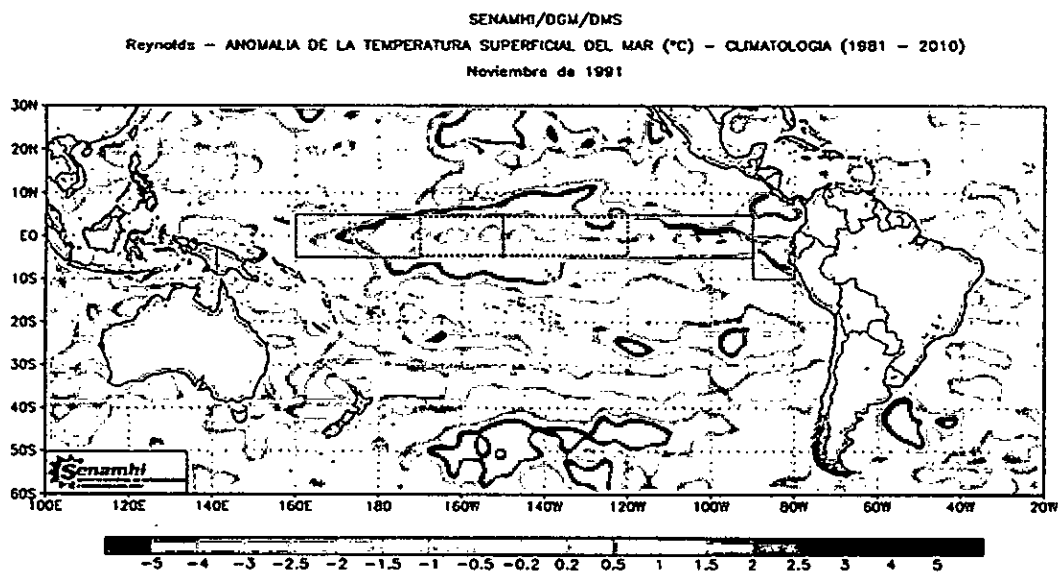 SENAMHI/DGM/DMS
Reynolds - ANOMALIA DE LA TEMPERATURA SUPERFICIAL DEL MAR (°C) - CLIMATOLOGIA (1981 - 2010)
Noviembre de 1991
30N
20N
10N
EQ
10S
20S
30S
40S
50S
60S
Senamhi
100E 120E 140E 160E 180 160W 140W 120W 100W 80W 60W 40W 20W
-5 -4 -3 -2.5 -2 -1.5 -1 -0.5 -0.2 0.2 0.5 1 1.5 2 2.5 3 4 5